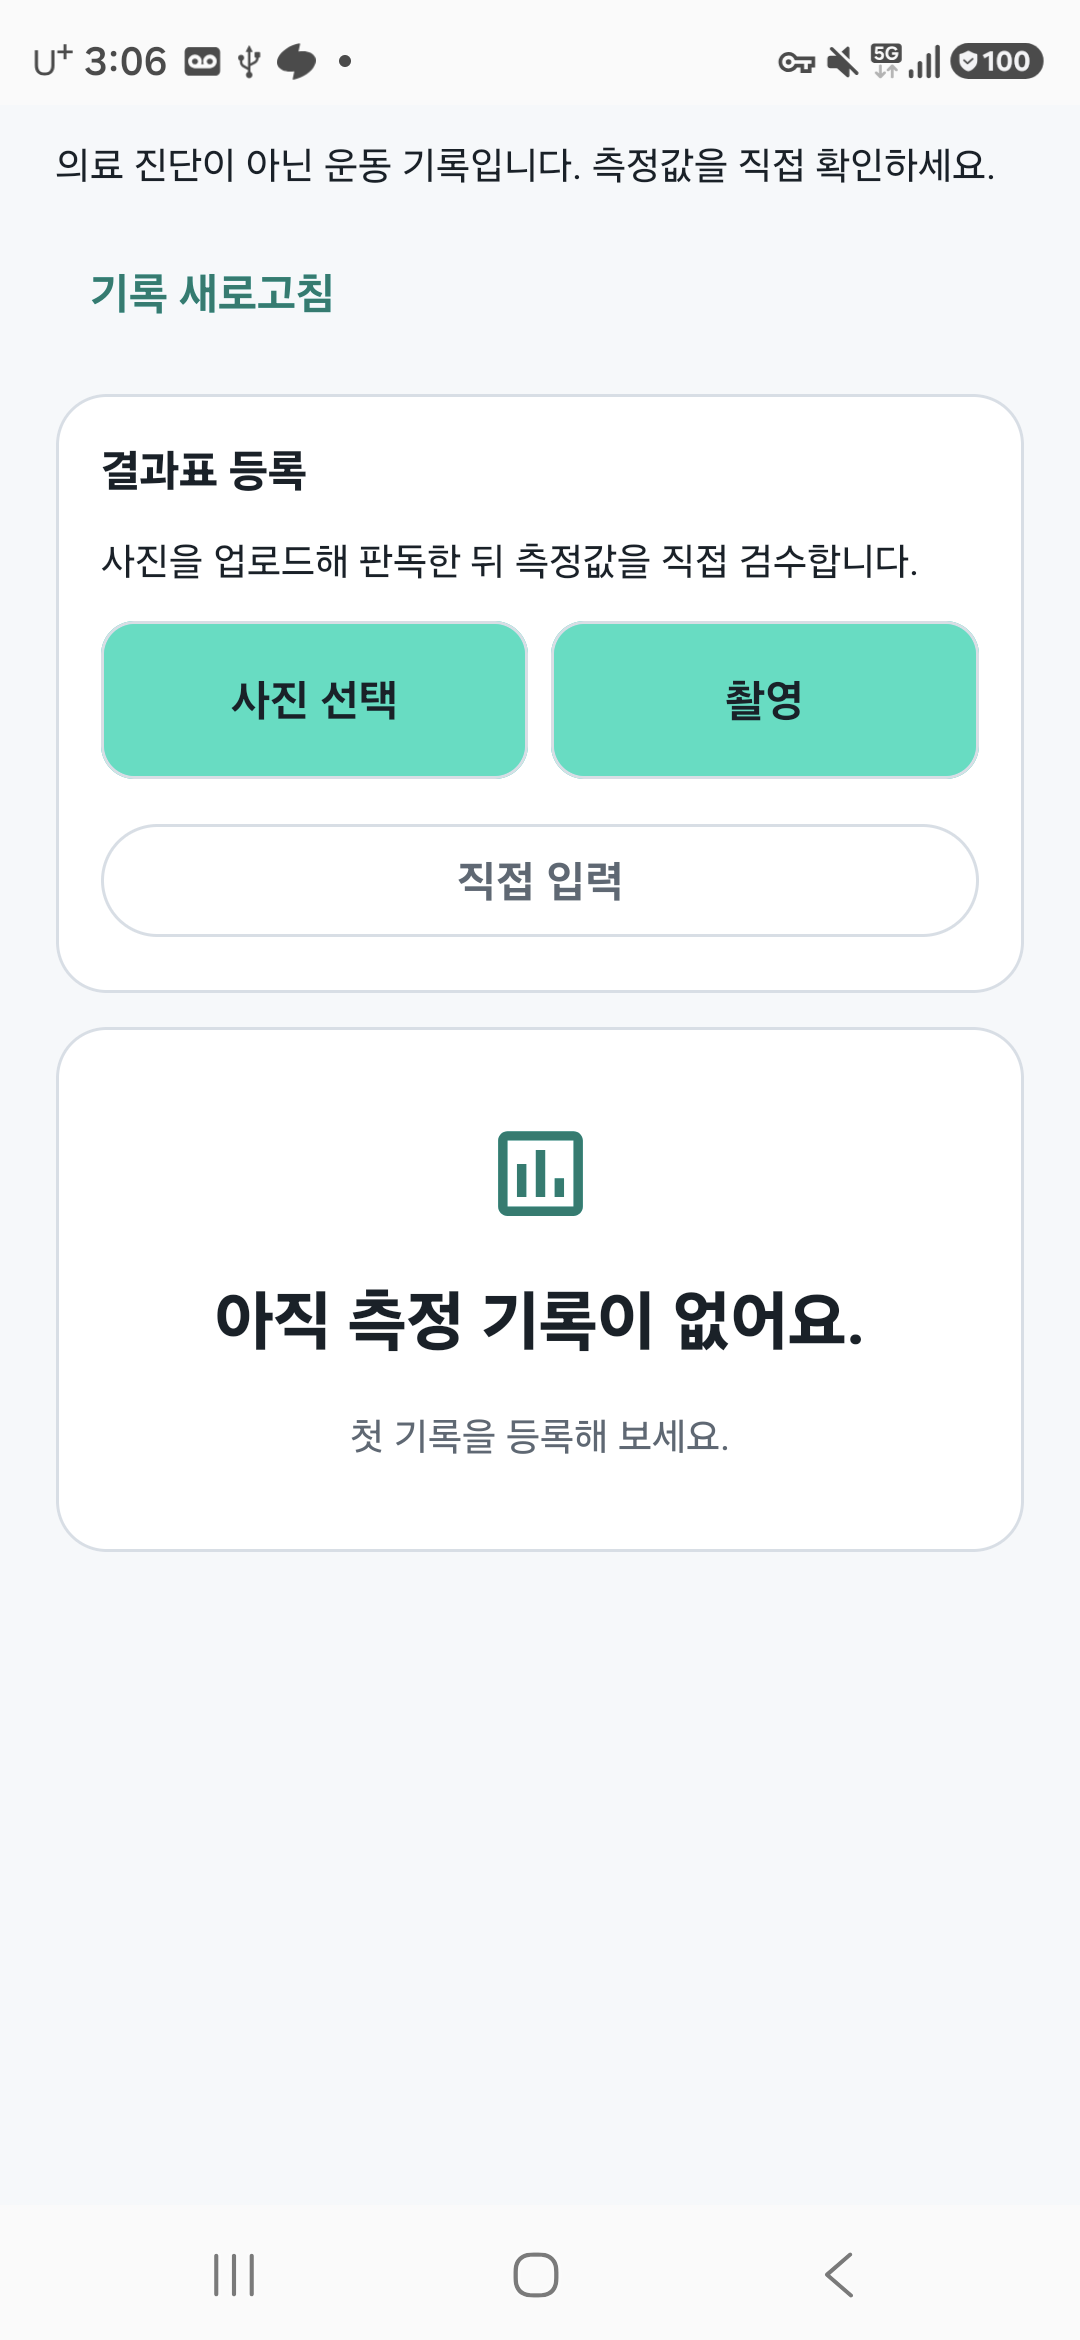 U+ 3:06 5G 100
의료 진단이 아닌 운동 기록입니다. 측정값을 직접 확인하세요.
기록 새로고침
결과표 등록
사진을 업로드해 판독한 뒤 측정값을 직접 검수합니다.
사진 선택 촬영
직접 입력
아직 측정 기록이 없어요.
첫 기록을 등록해 보세요.